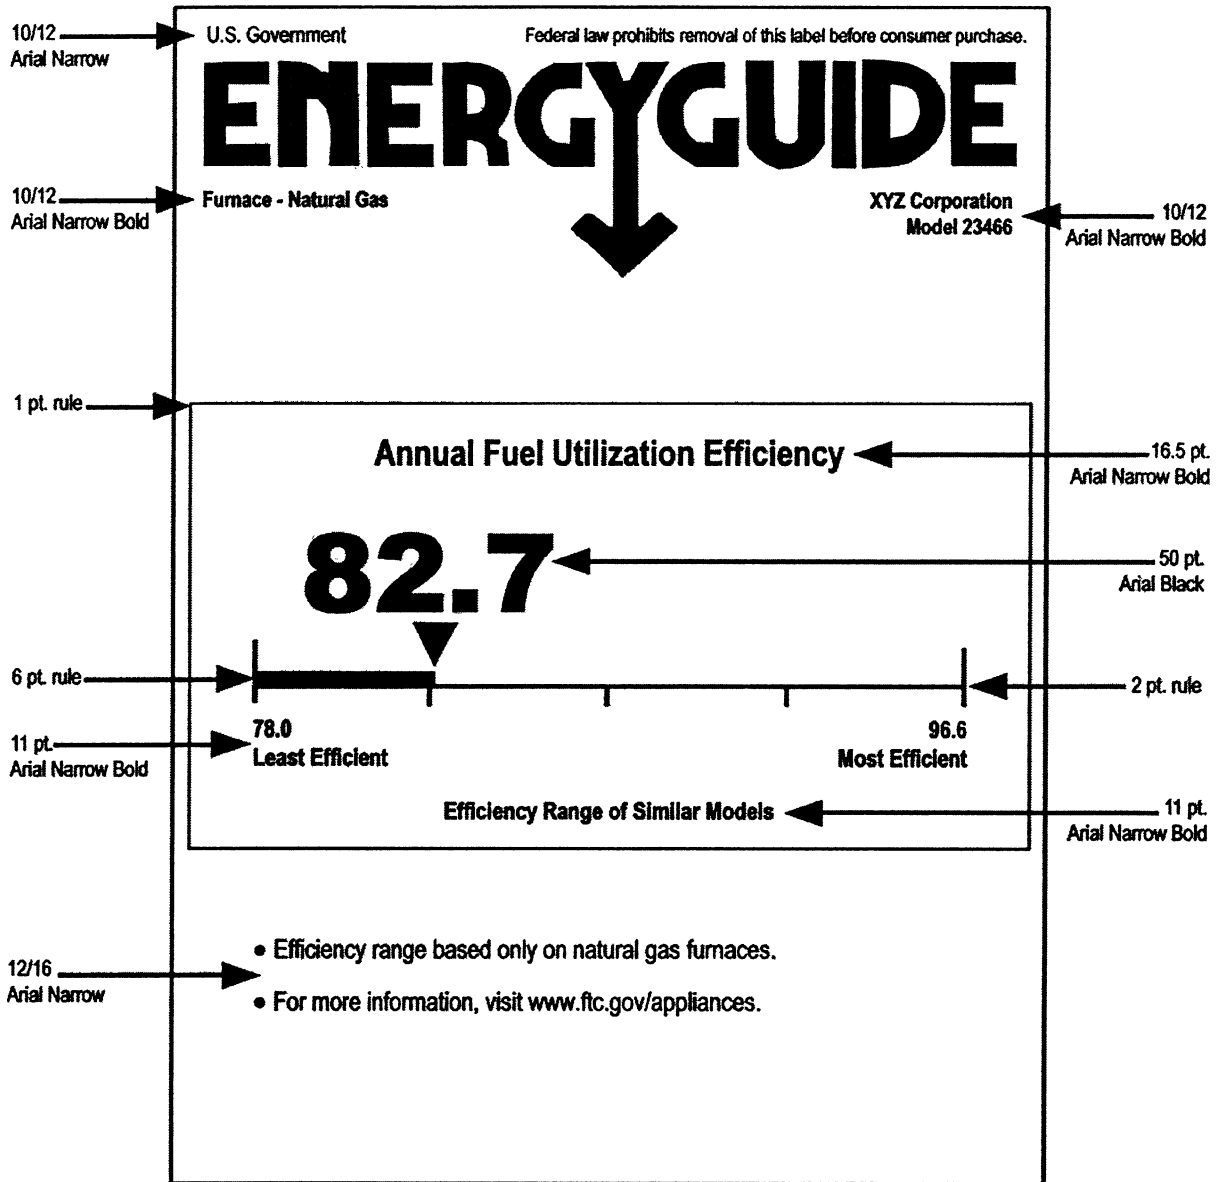 10/12
Arial Narrow
U.S. Government
Federal law prohibits removal of this label before consumer purchase.
ENERGYGUIDE
10/12
Arial Narrow Bold
Furnace - Natural Gas
XYZ Corporation
Model 23466
10/12
Arial Narrow Bold
1 pt. rule
Annual Fuel Utilization Efficiency
16.5 pt.
Arial Narrow Bold
82.7
50 pt.
Arial Black
6 pt. rule
2 pt. rule
11 pt.
Arial Narrow Bold
78.0
Least Efficient
96.6
Most Efficient
Efficiency Range of Similar Models
11 pt.
Arial Narrow Bold
12/16
Arial Narrow
● Efficiency range based only on natural gas furnaces.
● For more information, visit www.ftc.gov/appliances.